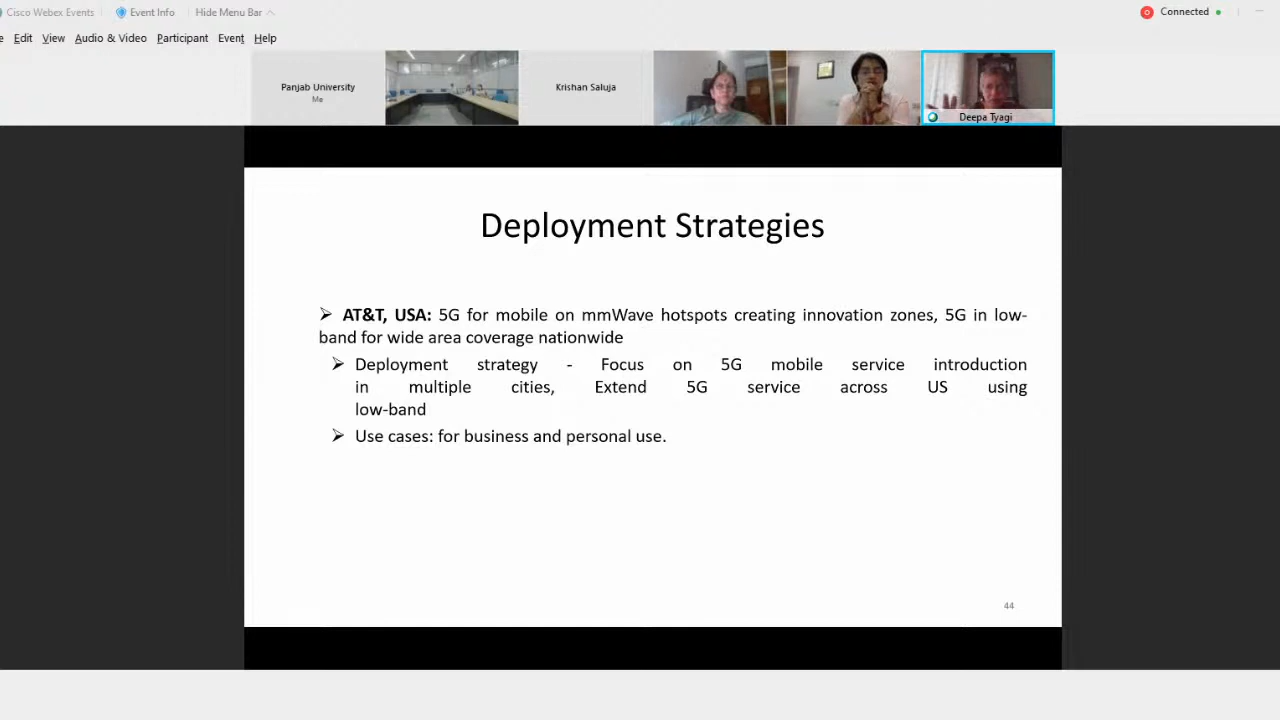 Cisco Webex Events
Event Info
Hide Menu Bar
Connected
Edit View Audio & Video Participant Event Help
Panjab University
Me
Krishan Saluja
Deepa Tyagi
Deployment Strategies
AT&T, USA: 5G for mobile on mmWave hotspots creating innovation zones, 5G in low-
band for wide area coverage nationwide
Deployment strategy - Focus on 5G mobile service introduction
in multiple cities, Extend 5G service across US using
low-band
Use cases: for business and personal use.
44